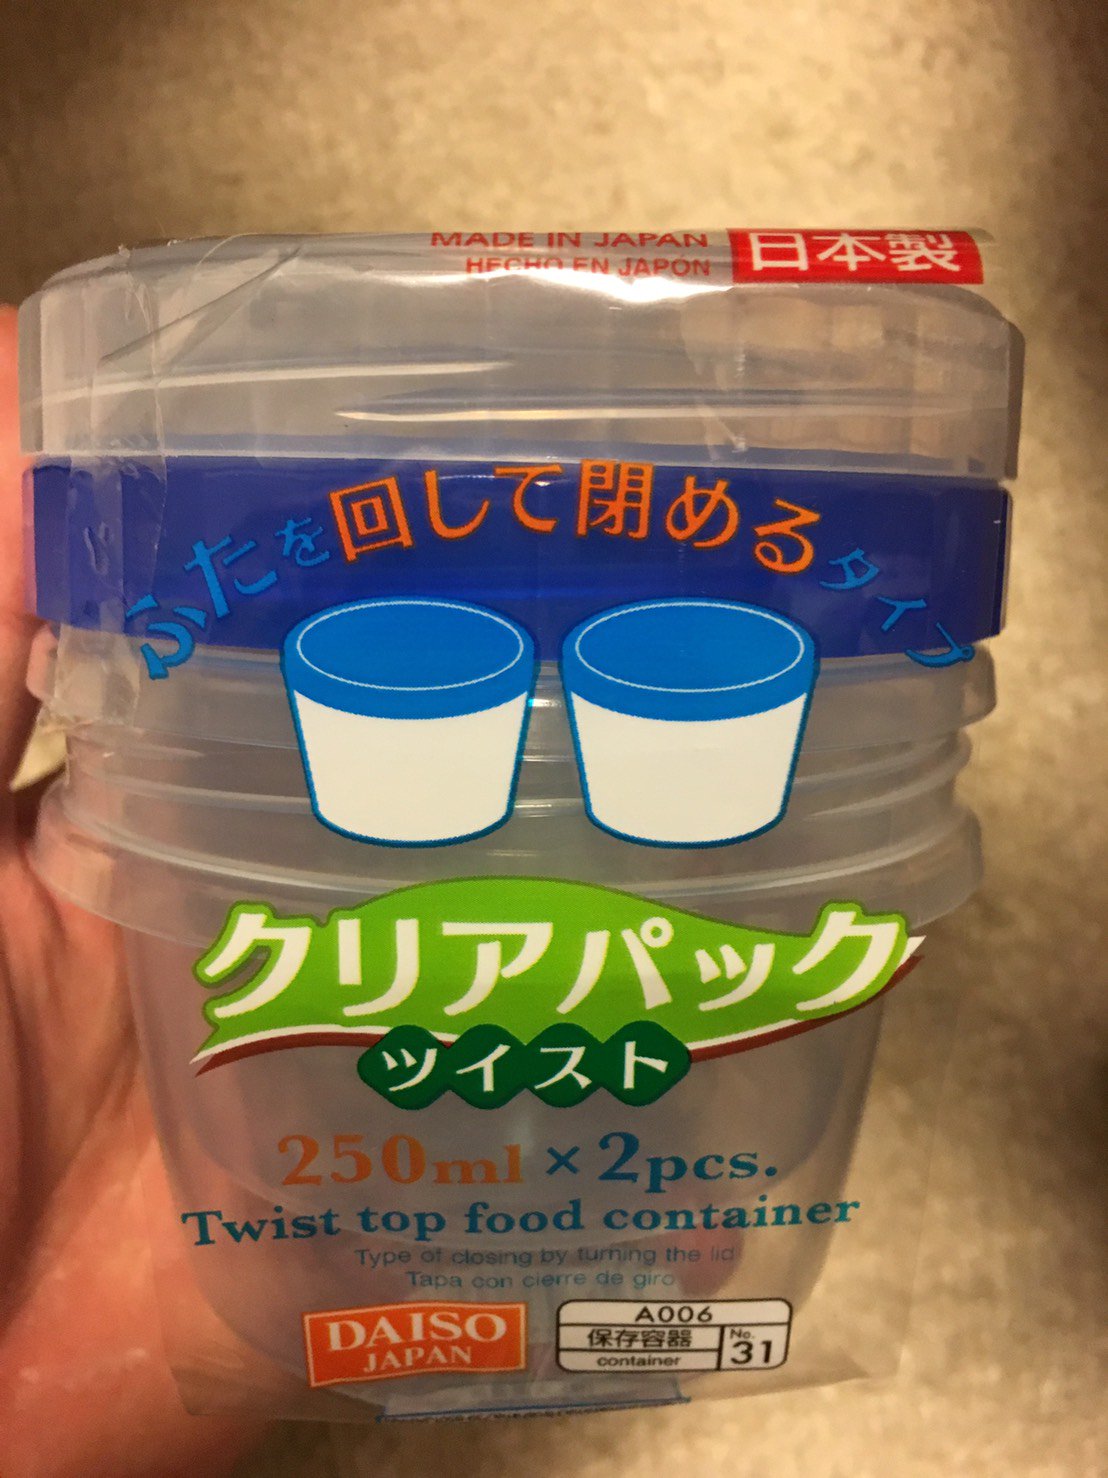 MADE IN JAPAN
HECHO EN JAPÓN
日本製
ふたを回して閉めるタイプ
クリアパック
ツイスト
250ml × 2pcs.
Twist top food container
Type of closing by turning the lid
Tapa con cierre de giro
DAISO
JAPAN
A006
保存容器
container
No.
31